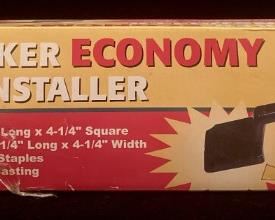 KER ECONOMY
NSTALLER
Long x 4-1/4" Square
1/4" Long x 4-1/4" Width
Staples
asting